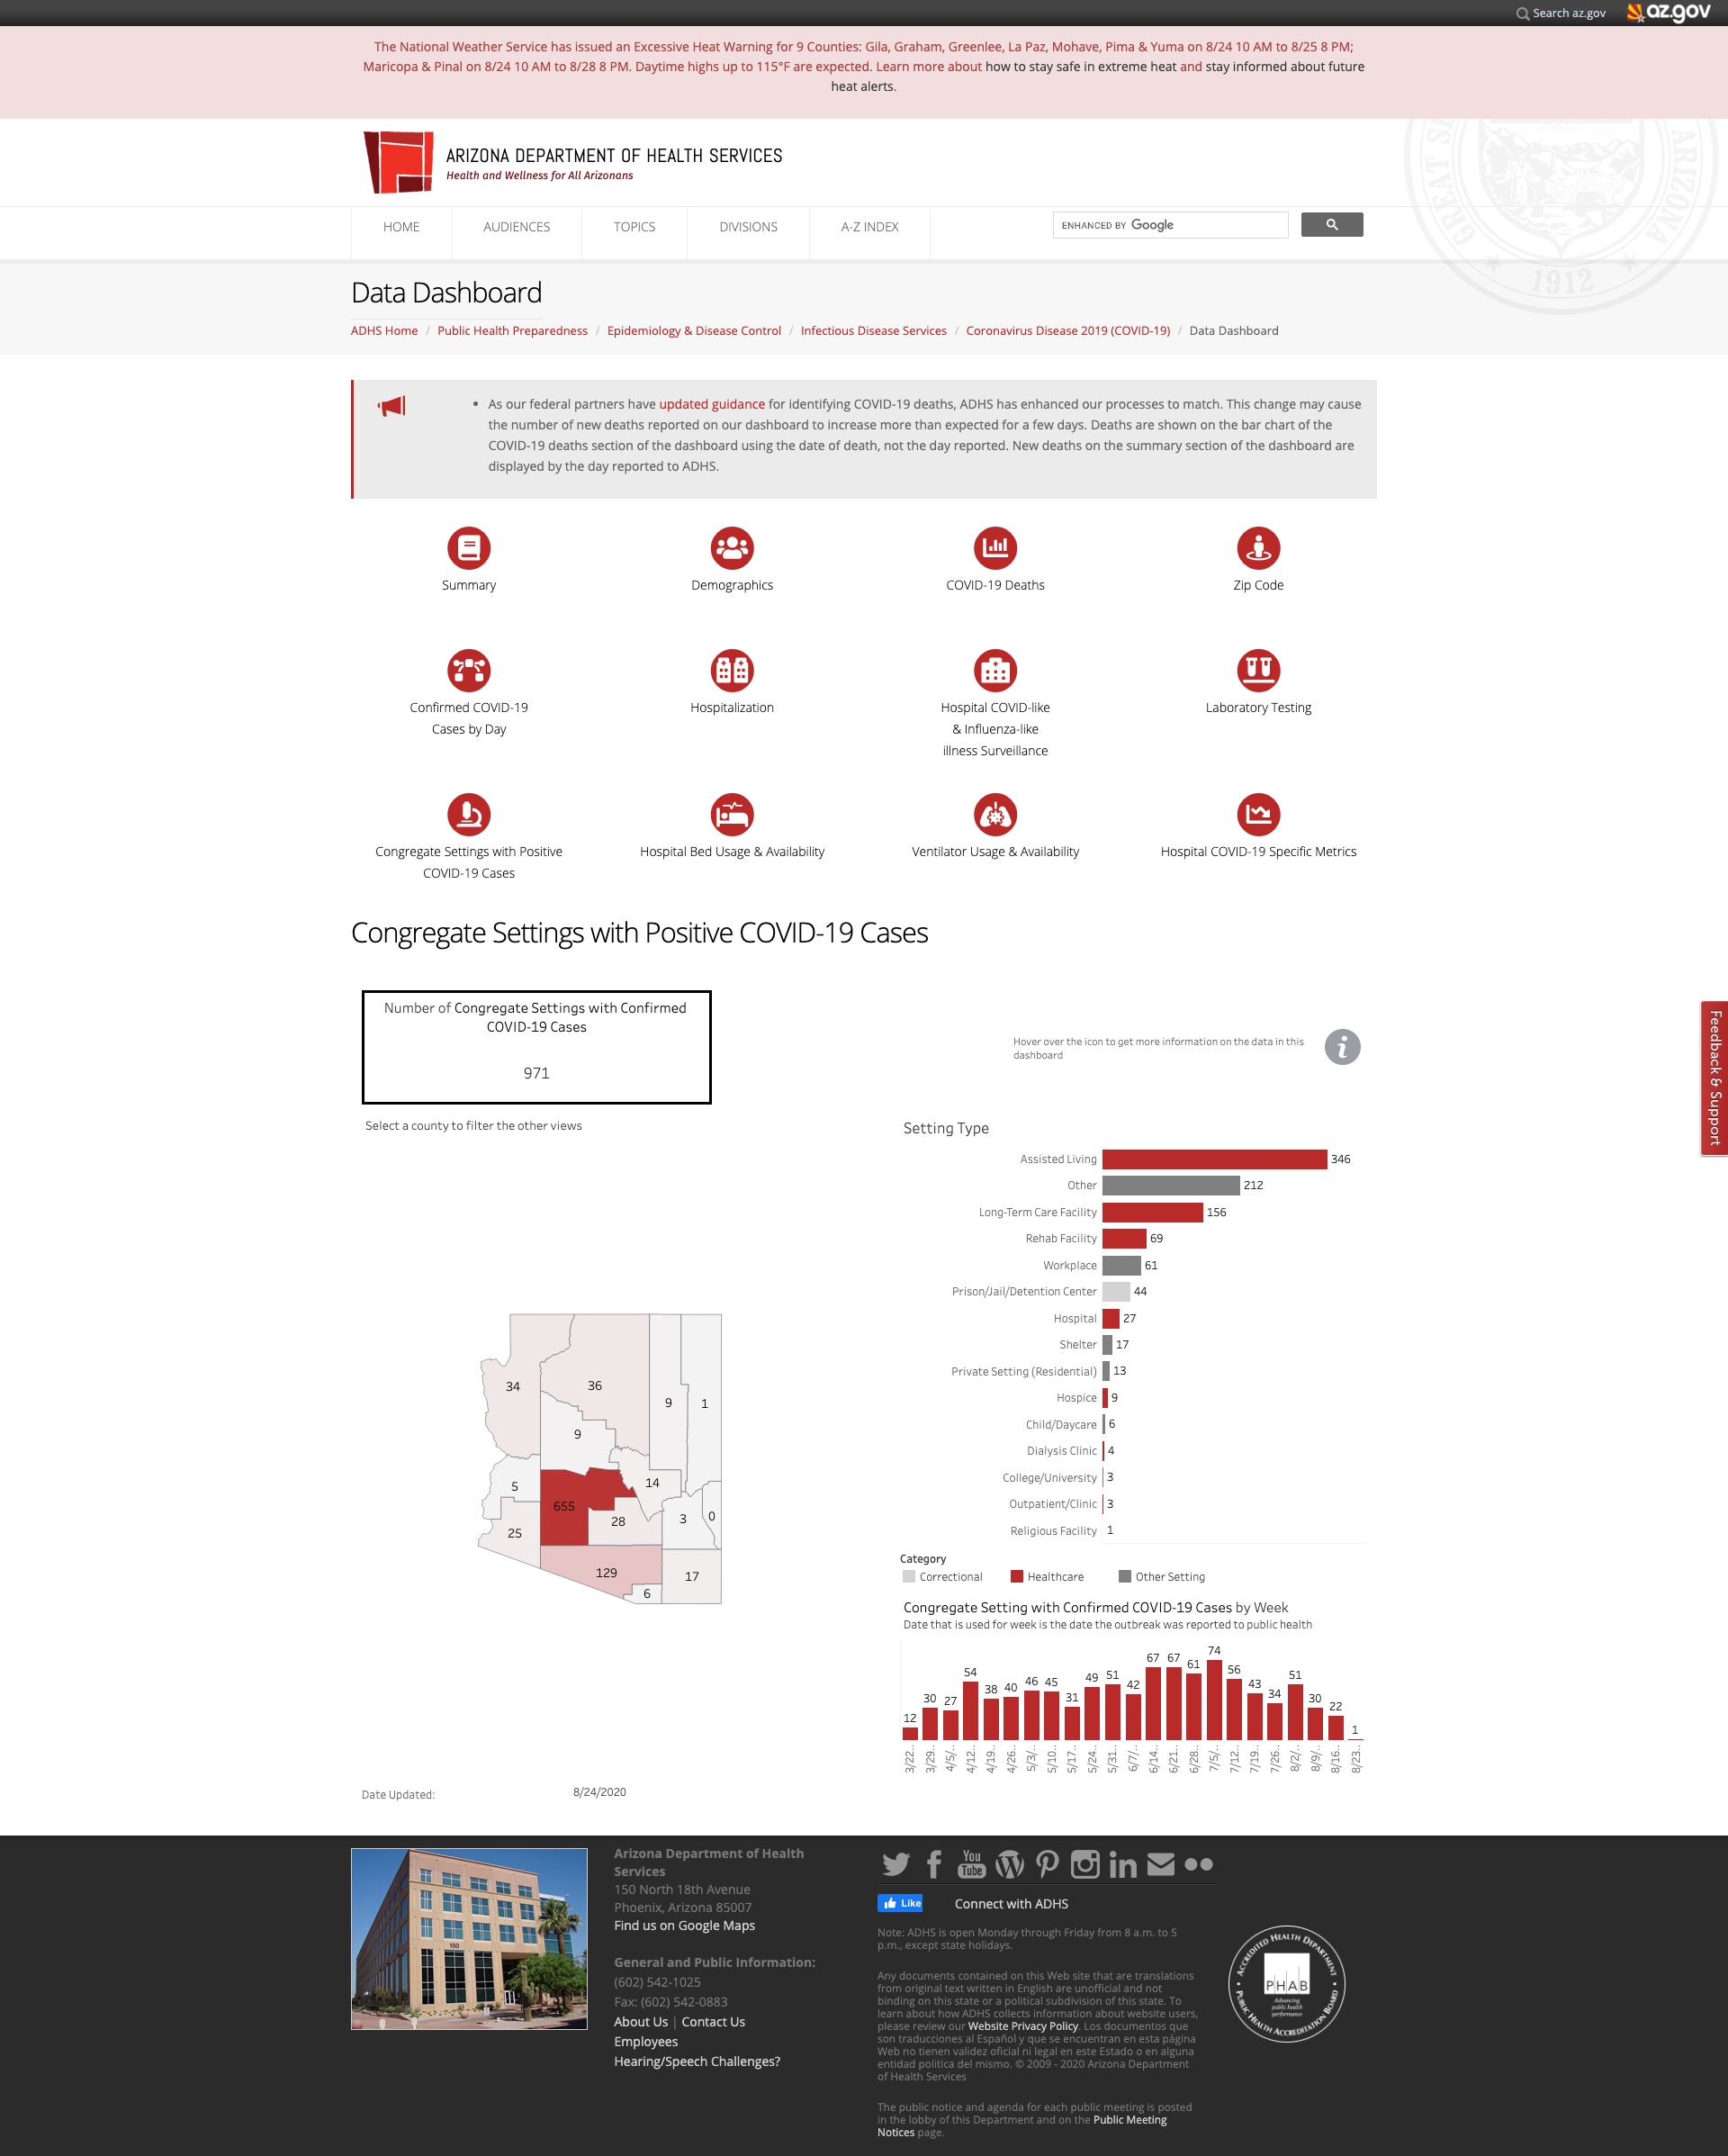 Search az.gov
az.gov
The National Weather Service has issued an Excessive Heat Warning for 9 Counties: Gila, Graham, Greenlee, La Paz, Mohave, Pima & Yuma on 8/24 10 AM to 8/25 8 PM;
Maricopa & Pinal on 8/24 10 AM to 8/28 8 PM. Daytime highs up to 115°F are expected. Learn more about how to stay safe in extreme heat and stay informed about future
heat alerts.
ARIZONA DEPARTMENT OF HEALTH SERVICES
Health and Wellness for All Arizonans
GREAT S
ARIZONA
1912
HOME
AUDIENCES
TOPICS
DIVISIONS
A-Z INDEX
ENHANCED BY Google
Data Dashboard
ADHS Home / Public Health Preparedness / Epidemiology & Disease Control / Infectious Disease Services / Coronavirus Disease 2019 (COVID-19) / Data Dashboard
• As our federal partners have updated guidance for identifying COVID-19 deaths, ADHS has enhanced our processes to match. This change may cause
the number of new deaths reported on our dashboard to increase more than expected for a few days. Deaths are shown on the bar chart of the
COVID-19 deaths section of the dashboard using the date of death, not the day reported. New deaths on the summary section of the dashboard are
displayed by the day reported to ADHS.
Summary
Demographics
COVID-19 Deaths
Zip Code
Confirmed COVID-19
Cases by Day
Hospitalization
Hospital COVID-like
& Influenza-like
illness Surveillance
Laboratory Testing
Congregate Settings with Positive
COVID-19 Cases
Hospital Bed Usage & Availability
Ventilator Usage & Availability
Hospital COVID-19 Specific Metrics
Congregate Settings with Positive COVID-19 Cases
Number of Congregate Settings with Confirmed
COVID-19 Cases
971
Select a county to filter the other views
Hover over the icon to get more information on the data in this
dashboard
i
Feedback & Support
34
36
9
1
9
5
14
655
28
3
0
25
129
17
6
Setting Type
Assisted Living 346
Other 212
Long-Term Care Facility 156
Rehab Facility 69
Workplace 61
Prison/Jail/Detention Center 44
Hospital 27
Shelter 17
Private Setting (Residential) 13
Hospice 9
Child/Daycare 6
Dialysis Clinic 4
College/University 3
Outpatient/Clinic 3
Religious Facility 1
Category
Correctional
Healthcare
Other Setting
Congregate Setting with Confirmed COVID-19 Cases by Week
Date that is used for week is the date the outbreak was reported to public health
12 30 27 54 38 40 46 45 31 49 51 42 67 67 61 74 56 43 34 51 30 22 1
3/22.. 3/29.. 4/5/.. 4/12.. 4/19.. 4/26.. 5/3/.. 5/10.. 5/17.. 5/24.. 5/31.. 6/7/.. 6/14.. 6/21.. 6/28.. 7/5/.. 7/12.. 7/19.. 7/26.. 8/2/.. 8/9/.. 8/16.. 8/23..
Date Updated:
8/24/2020
150
Arizona Department of Health
Services
150 North 18th Avenue
Phoenix, Arizona 85007
Find us on Google Maps
General and Public Information:
(602) 542-1025
Fax: (602) 542-0883
About Us | Contact Us
Employees
Hearing/Speech Challenges?
You
Tube
Like
Connect with ADHS
Note: ADHS is open Monday through Friday from 8 a.m. to 5
p.m., except state holidays.
Any documents contained on this Web site that are translations
from original text written in English are unofficial and not
binding on this state or a political subdivision of this state. To
learn about how ADHS collects information about website users,
please review our Website Privacy Policy. Los documentos que
son traducciones al Español y que se encuentran en esta página
Web no tienen validez oficial ni legal en este Estado o en alguna
entidad politica del mismo. © 2009 - 2020 Arizona Department
of Health Services
The public notice and agenda for each public meeting is posted
in the lobby of this Department and on the Public Meeting
Notices page.
ACCREDITED HEALTH DEPARTMENT
PHAB
Advancing
public health
performance
PUBLIC HEALTH ACCREDITATION BOARD